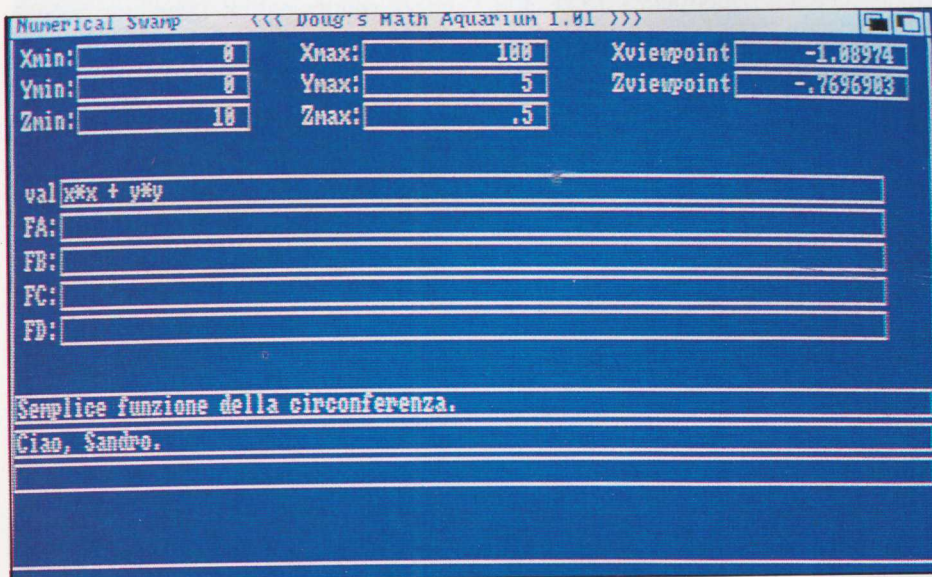 Numerical Swamp <<< Doug's Math Aquarium 1.01 >>>
Xmin: 0 Xmax: 100 Xviewpoint -1.08974
Ymin: 0 Ymax: 5 Zviewpoint -.7696903
Zmin: 10 Zmax: .5
val x*x + y*y
FA:
FB:
FC:
FD:
Semplice funzione della circonferenza.
Ciao, Sandro.